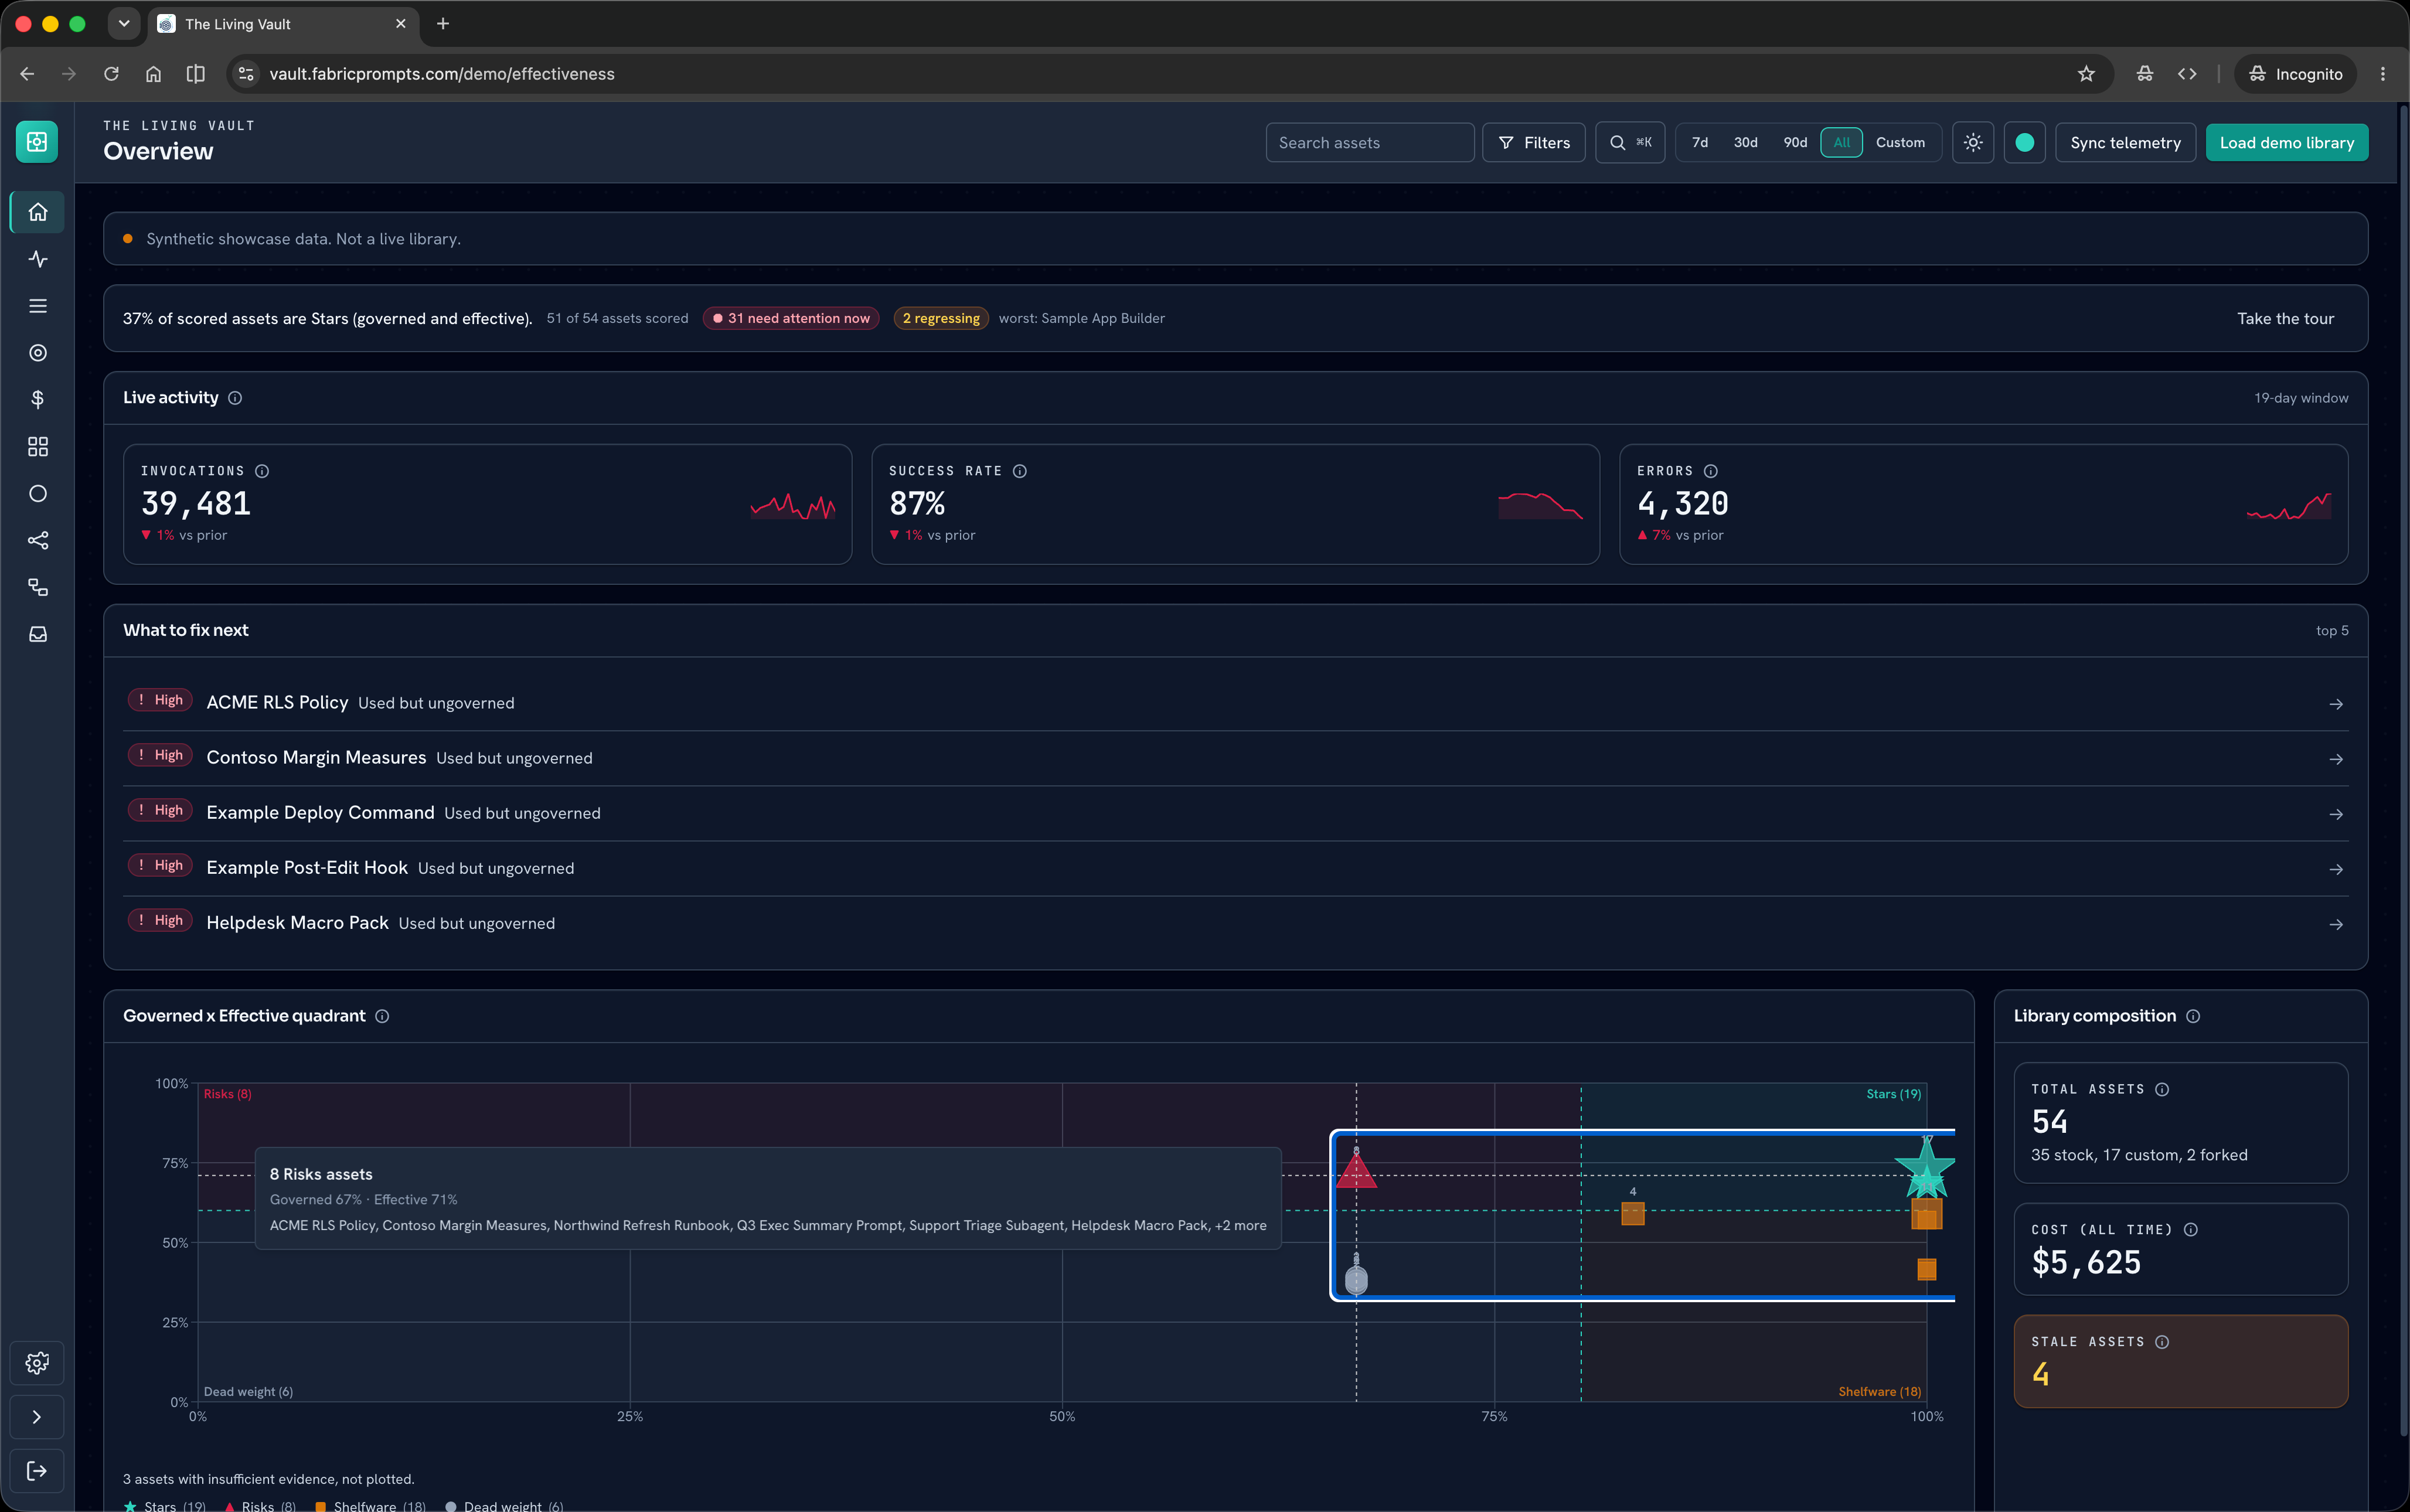 The Living Vault
vault.fabricprompts.com/demo/effectiveness
Incognito
THE LIVING VAULT
Overview
Search assets
Filters
⌘K
7d 30d 90d All Custom
Sync telemetry
Load demo library
Synthetic showcase data. Not a live library.
37% of scored assets are Stars (governed and effective). 51 of 54 assets scored 31 need attention now 2 regressing worst: Sample App Builder
Take the tour
Live activity
19-day window
INVOCATIONS
39,481
▼ 1% vs prior
SUCCESS RATE
87%
▼ 1% vs prior
ERRORS
4,320
▲ 7% vs prior
What to fix next
top 5
! High ACME RLS Policy Used but ungoverned →
! High Contoso Margin Measures Used but ungoverned →
! High Example Deploy Command Used but ungoverned →
! High Example Post-Edit Hook Used but ungoverned →
! High Helpdesk Macro Pack Used but ungoverned →
Governed x Effective quadrant
100%
Risks (8)
Stars (19)
75%
8 Risks assets
Governed 67% · Effective 71%
ACME RLS Policy, Contoso Margin Measures, Northwind Refresh Runbook, Q3 Exec Summary Prompt, Support Triage Subagent, Helpdesk Macro Pack, +2 more
4
50%
25%
Dead weight (6)
Shelfware (18)
0%
0% 25% 50% 75% 100%
3 assets with insufficient evidence, not plotted.
Stars (19) Risks (8) Shelfware (18) Dead weight (6)
Library composition
TOTAL ASSETS
54
35 stock, 17 custom, 2 forked
COST (ALL TIME)
$5,625
STALE ASSETS
4